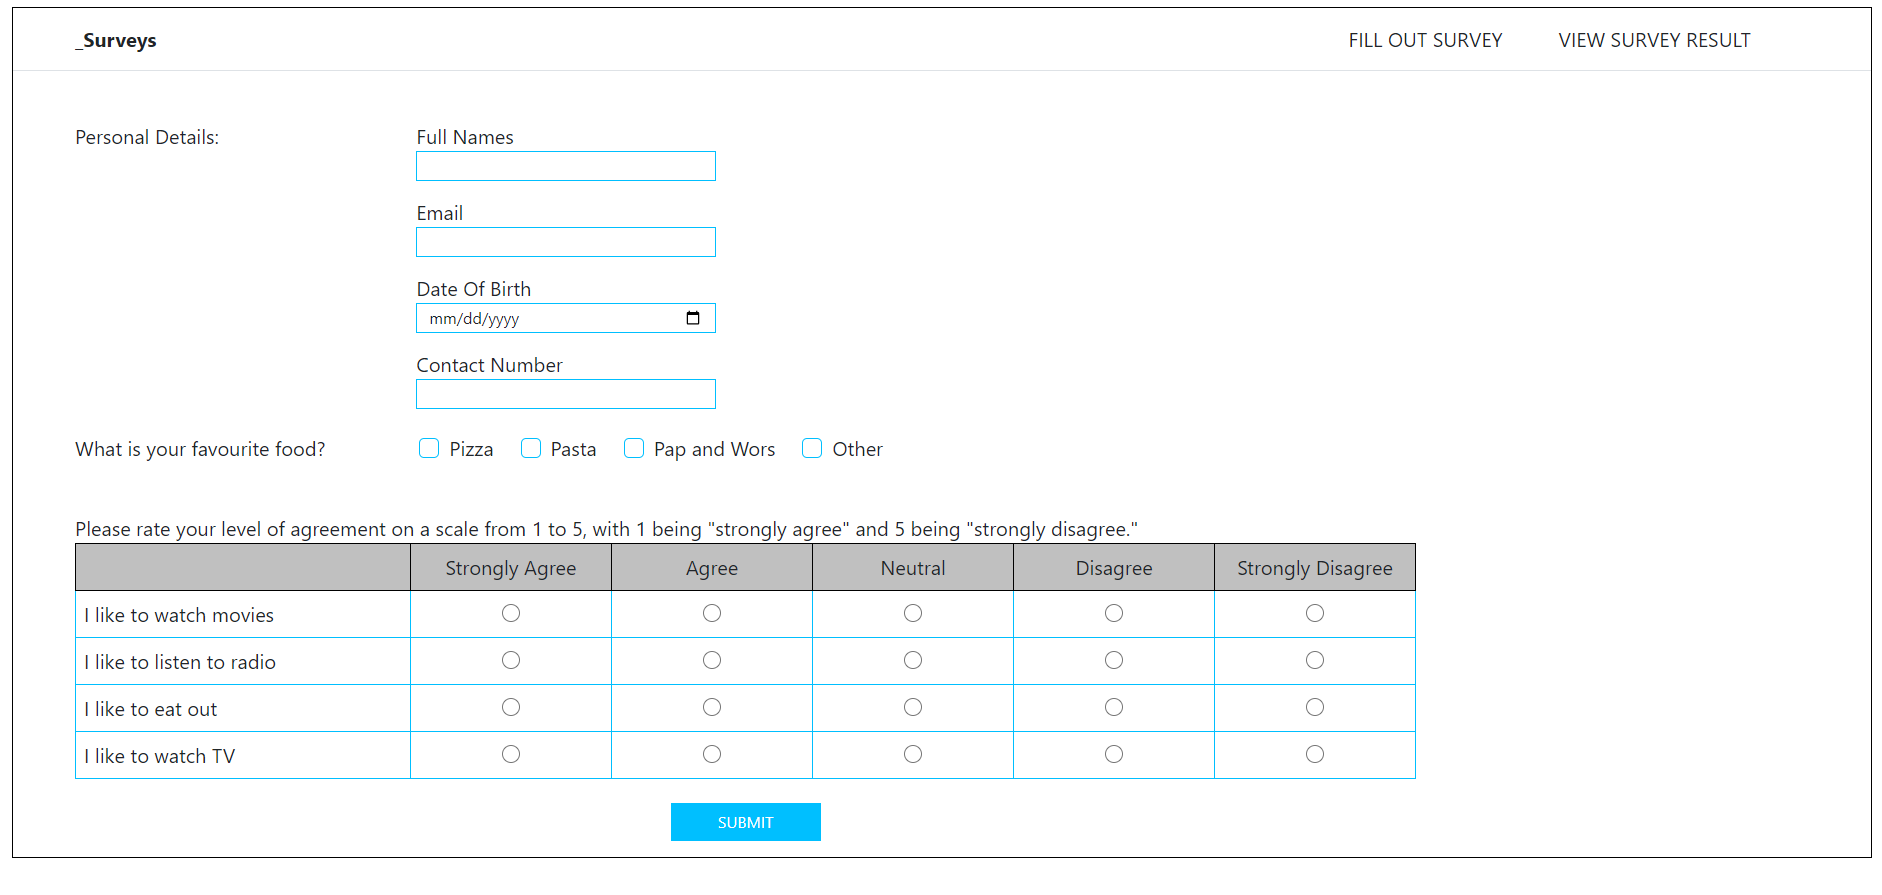 _Surveys FILL OUT SURVEY VIEW SURVEY RESULT
Personal Details: Full Names
Email
Date Of Birth
mm/dd/yyyy
Contact Number
What is your favourite food? Pizza Pasta Pap and Wors Other
Please rate your level of agreement on a scale from 1 to 5, with 1 being "strongly agree" and 5 being "strongly disagree."
Strongly Agree Agree Neutral Disagree Strongly Disagree
I like to watch movies
I like to listen to radio
I like to eat out
I like to watch TV
SUBMIT